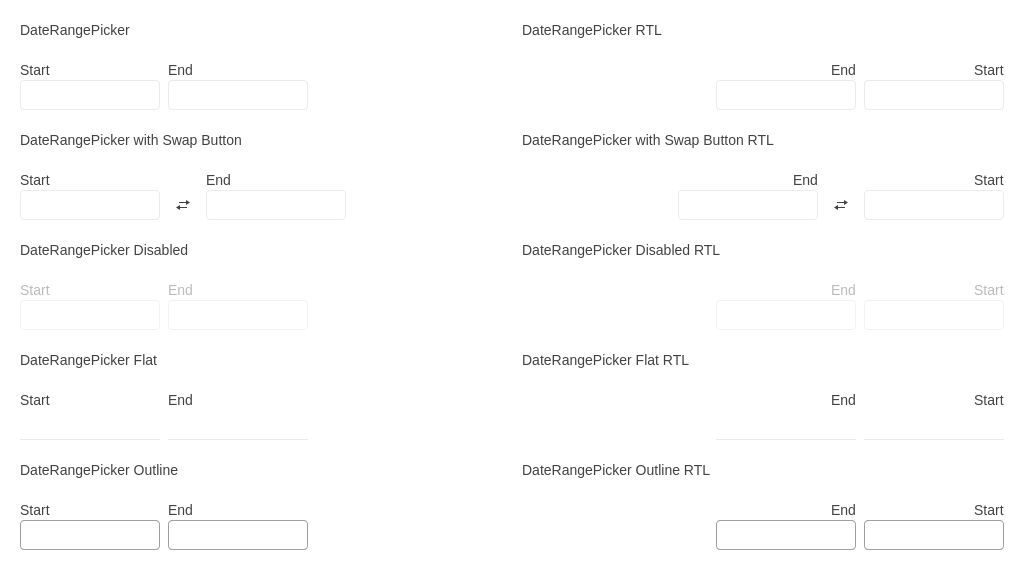 DateRangePicker
DateRangePicker RTL
Start
End
End
Start
DateRangePicker with Swap Button
DateRangePicker with Swap Button RTL
Start
End
End
Start
DateRangePicker Disabled
DateRangePicker Disabled RTL
Start
End
End
Start
DateRangePicker Flat
DateRangePicker Flat RTL
Start
End
End
Start
DateRangePicker Outline
DateRangePicker Outline RTL
Start
End
End
Start